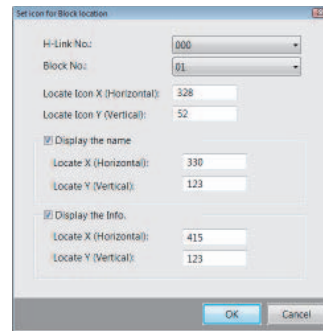 Set icon for Block location
H-Link No.: 000
Block No.: 01
Locate Icon X (Horizontal): 328
Locate Icon Y (Vertical): 52
Display the name
Locate X (Horizontal): 330
Locate Y (Vertical): 123
Display the Info.
Locate X (Horizontal): 415
Locate Y (Vertical): 123
OK Cancel